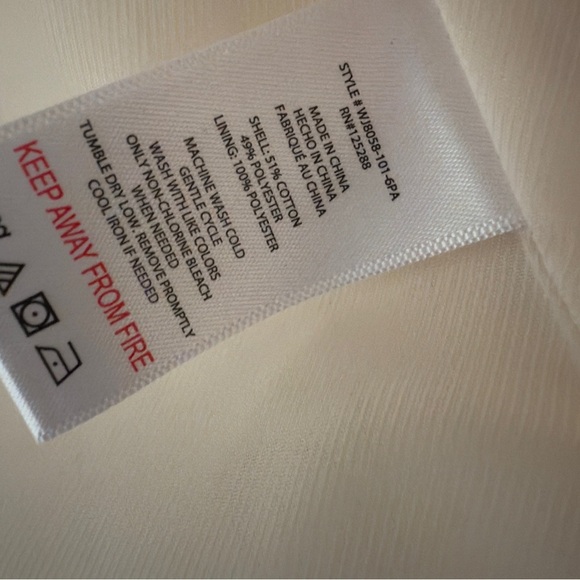 STYLE # WJ8058-101-6PA
RN#125288
MADE IN CHINA
HECHO EN CHINA
FABRIQUÉ AU CHINA
SHELL: 51% COTTON
49% POLYESTER
LINING: 100% POLYESTER
MACHINE WASH COLD
GENTLE CYCLE
WASH WITH LIKE COLORS
ONLY NON-CHLORINE BLEACH
WHEN NEEDED
TUMBLE DRY LOW, REMOVE PROMPTLY
COOL IRON IF NEEDED
KEEP AWAY FROM FIRE